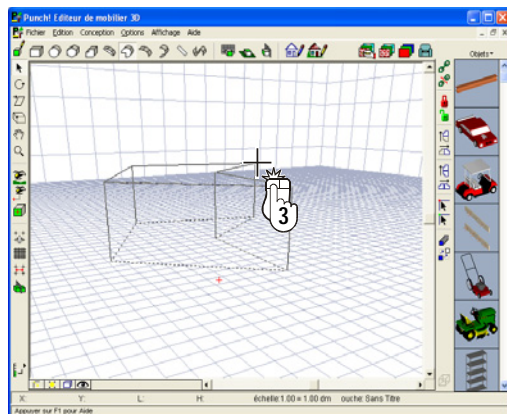 Punch! Editeur de mobilier 3D
Fichier Edition Conception Options Affichage Aide
Objets
3
X: Y: L: H: échelle:1.00 = 1.00 dm ouche: Sans Titre
Appuyer sur F1 pour Aide